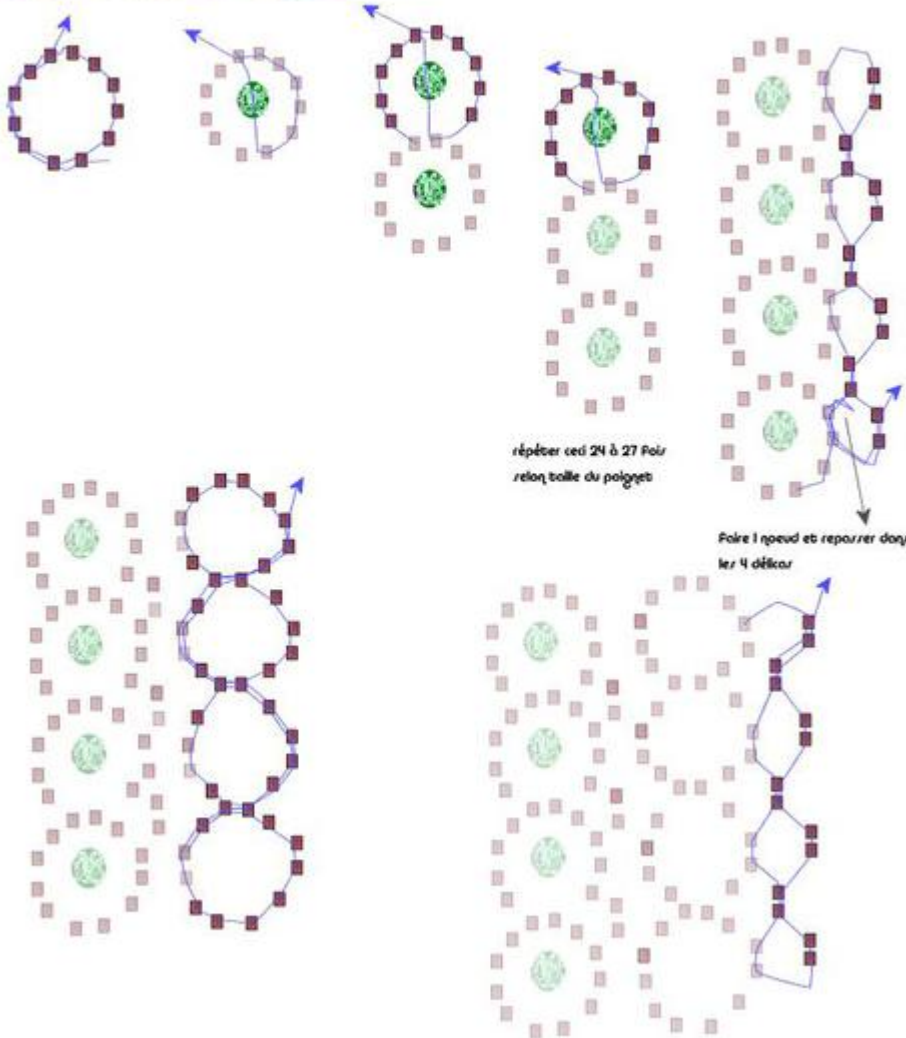 répéter ceci 24 à 27 fois
selon taille du poignet
Faire 1 noeud et repasser dans
les 4 délicas